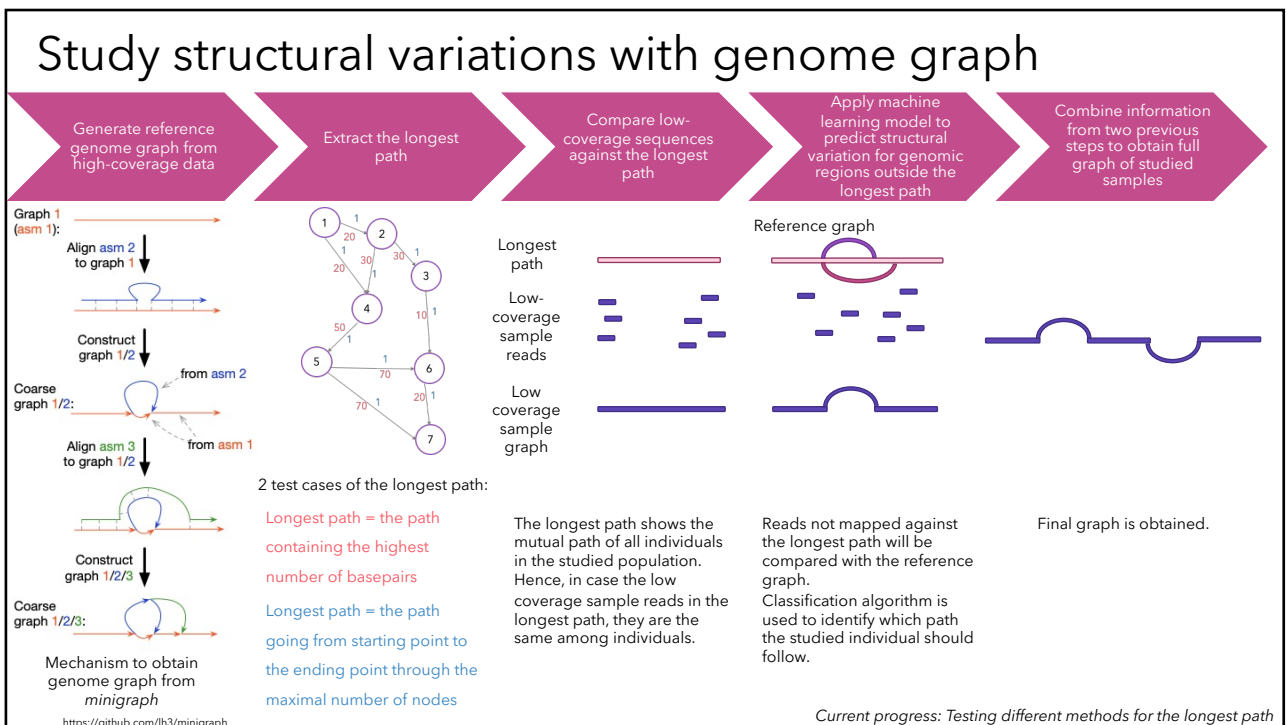 Study structural variations with genome graph
Generate reference
genome graph from
high-coverage data
Extract the longest
path
Compare low-
coverage sequences
against the longest
path
Apply machine
learning model to
predict structural
variation for genomic
regions outside the
longest path
Combine information
from two previous
steps to obtain full
graph of studied
samples
Graph 1
(asm 1):
Align asm 2
to graph 1
Construct
graph 1/2
from asm 2
Coarse
graph 1/2:
from asm 1
Align asm 3
to graph 1/2
Construct
graph 1/2/3
Coarse
graph 1/2/3:
Mechanism to obtain
genome graph from
minigraph
https://github.com/lh3/minigraph
1
1
20
2
1
20
30
1
30
1
3
4
10
1
50
1
5
1
70
6
70
1
20
1
7
2 test cases of the longest path:
Longest path = the path
containing the highest
number of basepairs
Longest path = the path
going from starting point to
the ending point through the
maximal number of nodes
Longest
path
Low-
coverage
sample
reads
Low
coverage
sample
graph
The longest path shows the
mutual path of all individuals
in the studied population.
Hence, in case the low
coverage sample reads in the
longest path, they are the
same among individuals.
Reference graph
Reads not mapped against
the longest path will be
compared with the reference
graph.
Classification algorithm is
used to identify which path
the studied individual should
follow.
Final graph is obtained.
Current progress: Testing different methods for the longest path